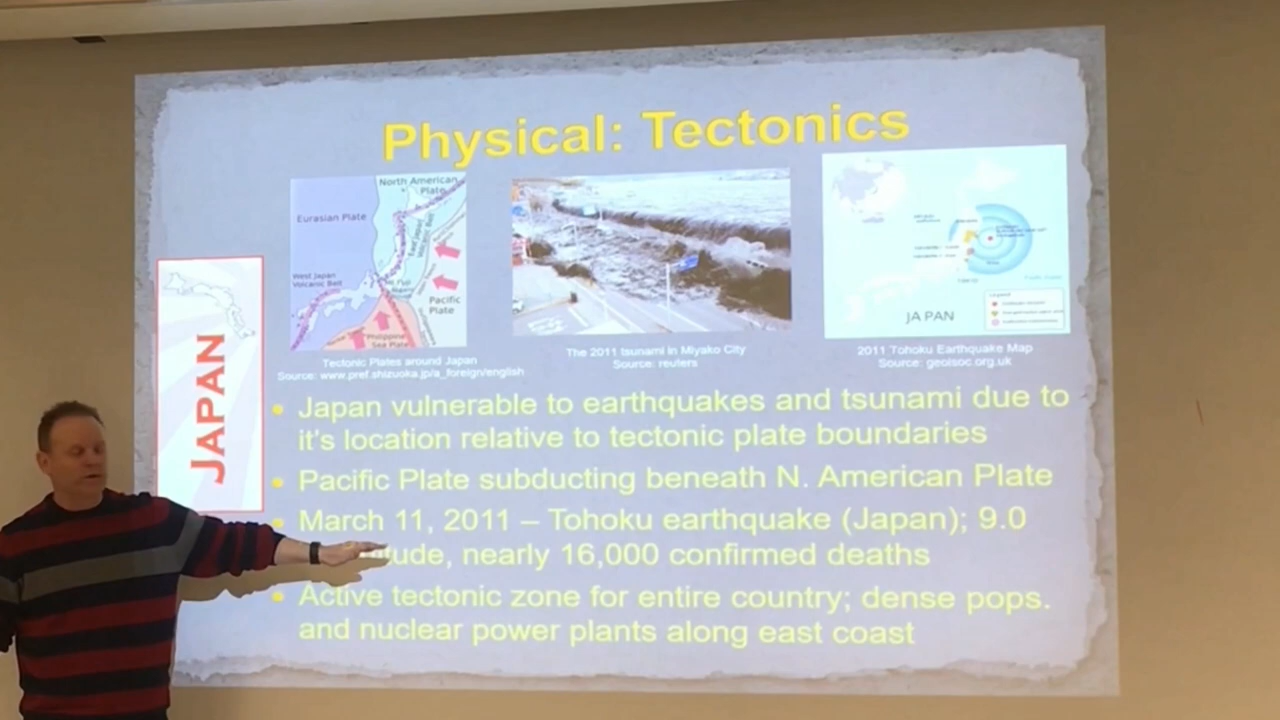 Physical: Tectonics
North American
Plate
Eurasian Plate
West Japan
Volcanic Belt
Pacific
Plate
Philippine
Sea Plate
JAPAN
Tectonic Plates around Japan
Source: www.pref.shizuoka.jp/a_foreign/english
The 2011 tsunami in Miyako City
Source: reuters
2011 Tohoku Earthquake Map
Source: geolsoc.org.uk
JAPAN
• Japan vulnerable to earthquakes and tsunami due to
it's location relative to tectonic plate boundaries
• Pacific Plate subducting beneath N. American Plate
• March 11, 2011 – Tohoku earthquake (Japan); 9.0
tude, nearly 16,000 confirmed deaths
• Active tectonic zone for entire country; dense pops.
and nuclear power plants along east coast